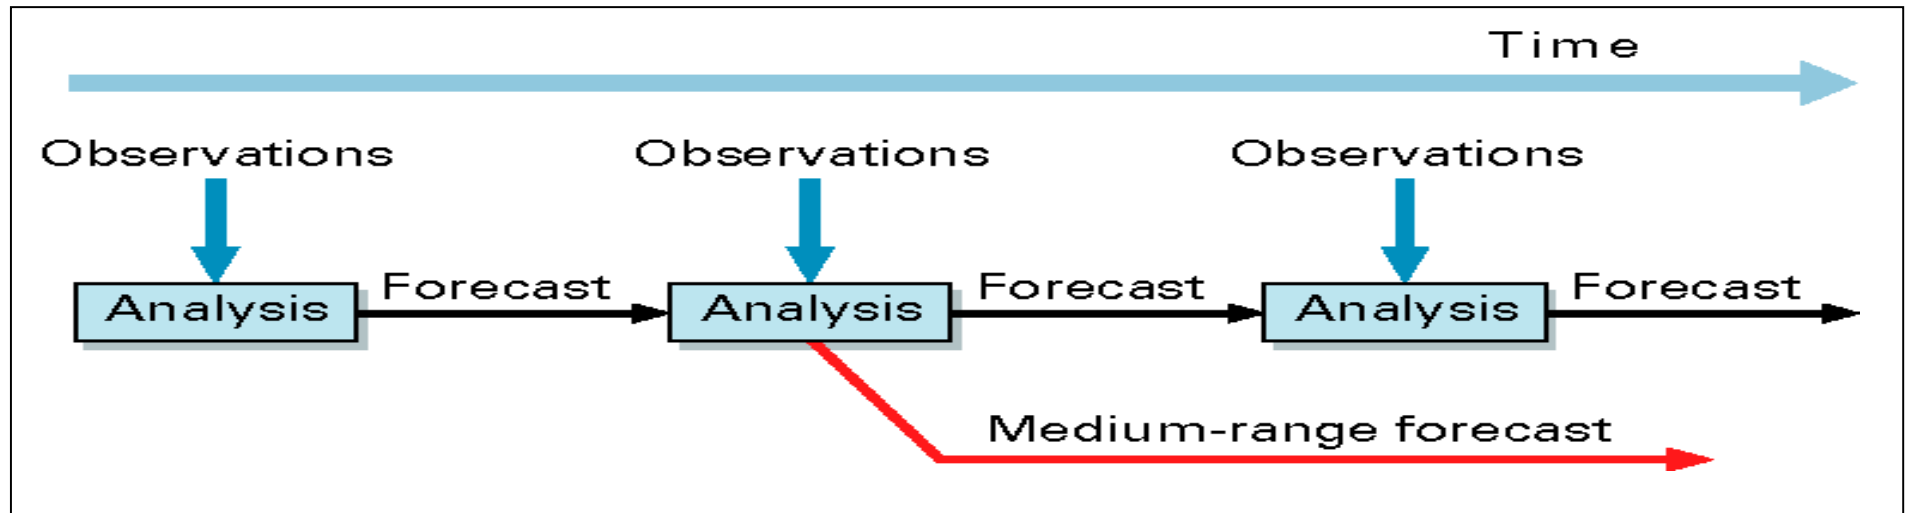 Time
Observations Observations Observations
Analysis Forecast Analysis Forecast Analysis Forecast
Medium-range forecast